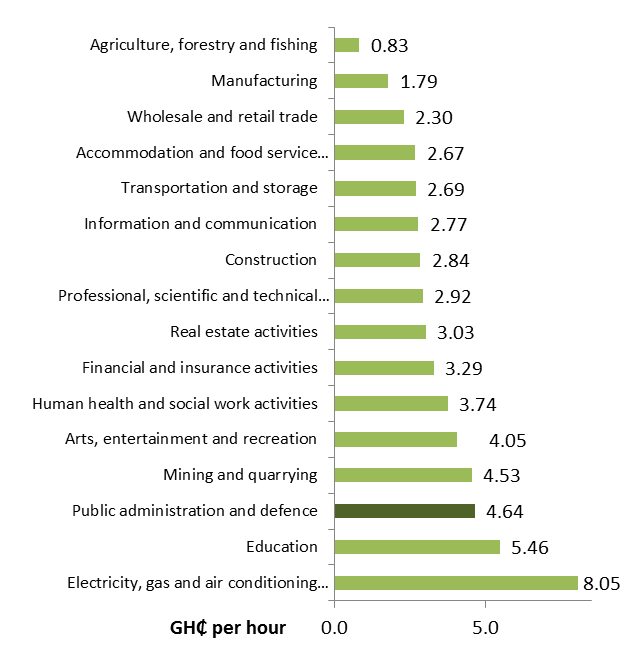 Agriculture, forestry and fishing 0.83
Manufacturing 1.79
Wholesale and retail trade 2.30
Accommodation and food service... 2.67
Transportation and storage 2.69
Information and communication 2.77
Construction 2.84
Professional, scientific and technical... 2.92
Real estate activities 3.03
Financial and insurance activities 3.29
Human health and social work activities 3.74
Arts, entertainment and recreation 4.05
Mining and quarrying 4.53
Public administration and defence 4.64
Education 5.46
Electricity, gas and air conditioning... 8.05
GH₵ per hour 0.0 5.0